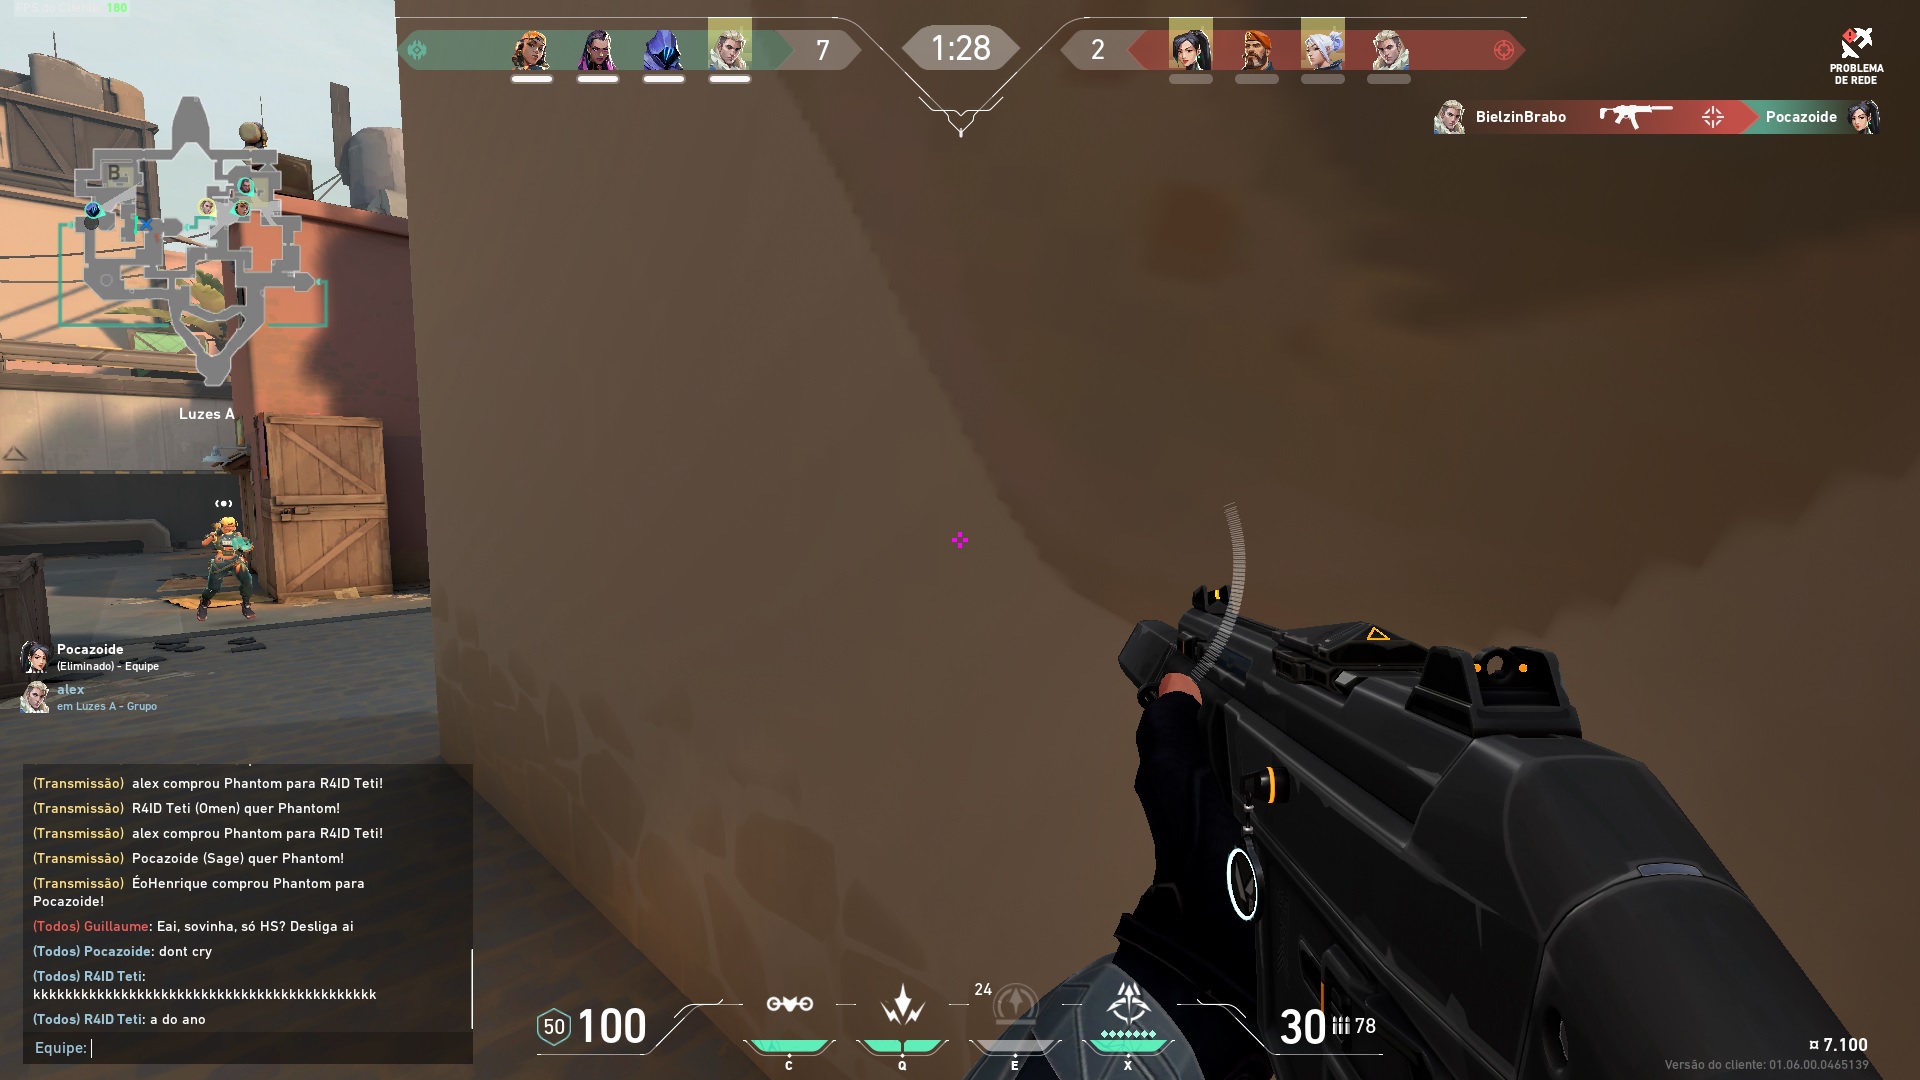 180
7
1:28
2
PROBLEMA
DE REDE
BielzinBrabo
Pocazoide
B
Luzes A
Pocazoide
(Eliminado) - Equipe
alex
em Luzes A - Grupo
(Transmissão) alex comprou Phantom para R4ID Teti!
(Transmissão) R4ID Teti (Omen) quer Phantom!
(Transmissão) alex comprou Phantom para R4ID Teti!
(Transmissão) Pocazoide (Sage) quer Phantom!
(Transmissão) ÉoHenrique comprou Phantom para
Pocazoide!
(Todos) Guillaume: Eai, sovinha, só HS? Desliga ai
(Todos) Pocazoide: dont cry
(Todos) R4ID Teti:
kkkkkkkkkkkkkkkkkkkkkkkkkkkkkkkkkkkkkkkkkkk
(Todos) R4ID Teti: a do ano
Equipe:
50
100
24
C
Q
E
X
30
78
¤ 7.100
Versão do cliente: 01.06.00.0465139